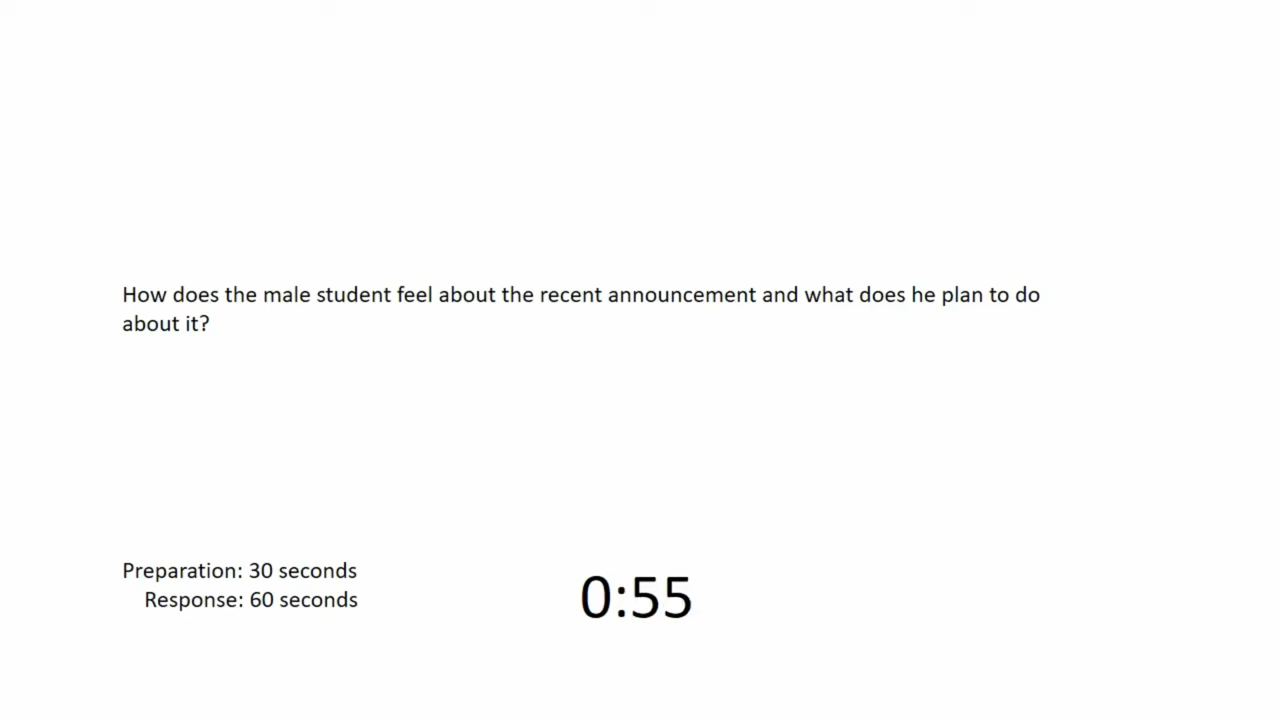 How does the male student feel about the recent announcement and what does he plan to do
about it?
Preparation: 30 seconds
Response: 60 seconds
0:55